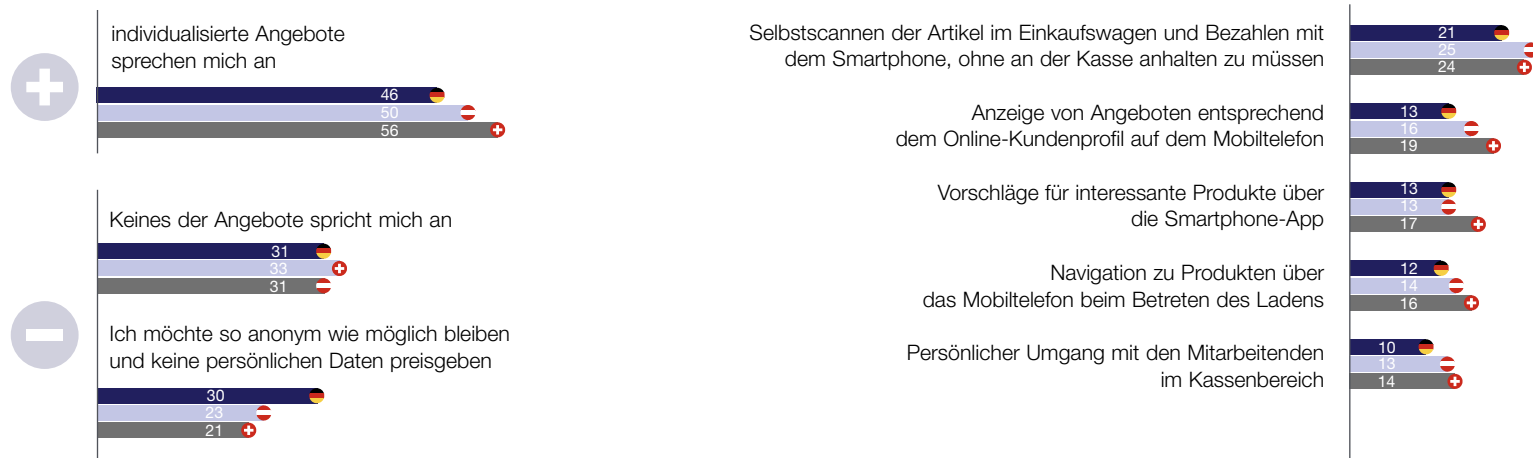 individualisierte Angebote
sprechen mich an
46
50
56
Keines der Angebote spricht mich an
31
33
31
Ich möchte so anonym wie möglich bleiben
und keine persönlichen Daten preisgeben
30
23
21
Selbstscannen der Artikel im Einkaufswagen und Bezahlen mit
dem Smartphone, ohne an der Kasse anhalten zu müssen
21
25
24
Anzeige von Angeboten entsprechend
dem Online-Kundenprofil auf dem Mobiltelefon
13
16
19
Vorschläge für interessante Produkte über
die Smartphone-App
13
13
17
Navigation zu Produkten über
das Mobiltelefon beim Betreten des Ladens
12
14
16
Persönlicher Umgang mit den Mitarbeitenden
im Kassenbereich
10
13
14